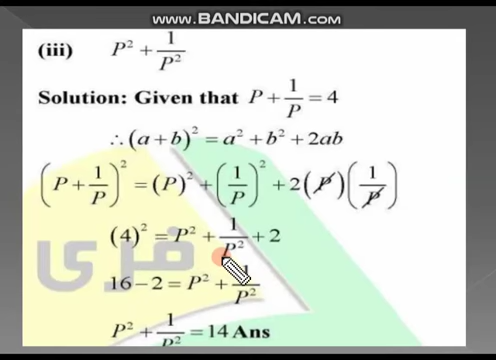 www.BANDICAM.com
(iii) P² + 1/P²
Solution: Given that P + 1/P = 4
∴ (a + b)² = a² + b² + 2ab
(P + 1/P)² = (P)² + (1/P)² + 2(P)(1/P)
(4)² = P² + 1/P² + 2
16 − 2 = P² + 1/P²
P² + 1/P² = 14 Ans